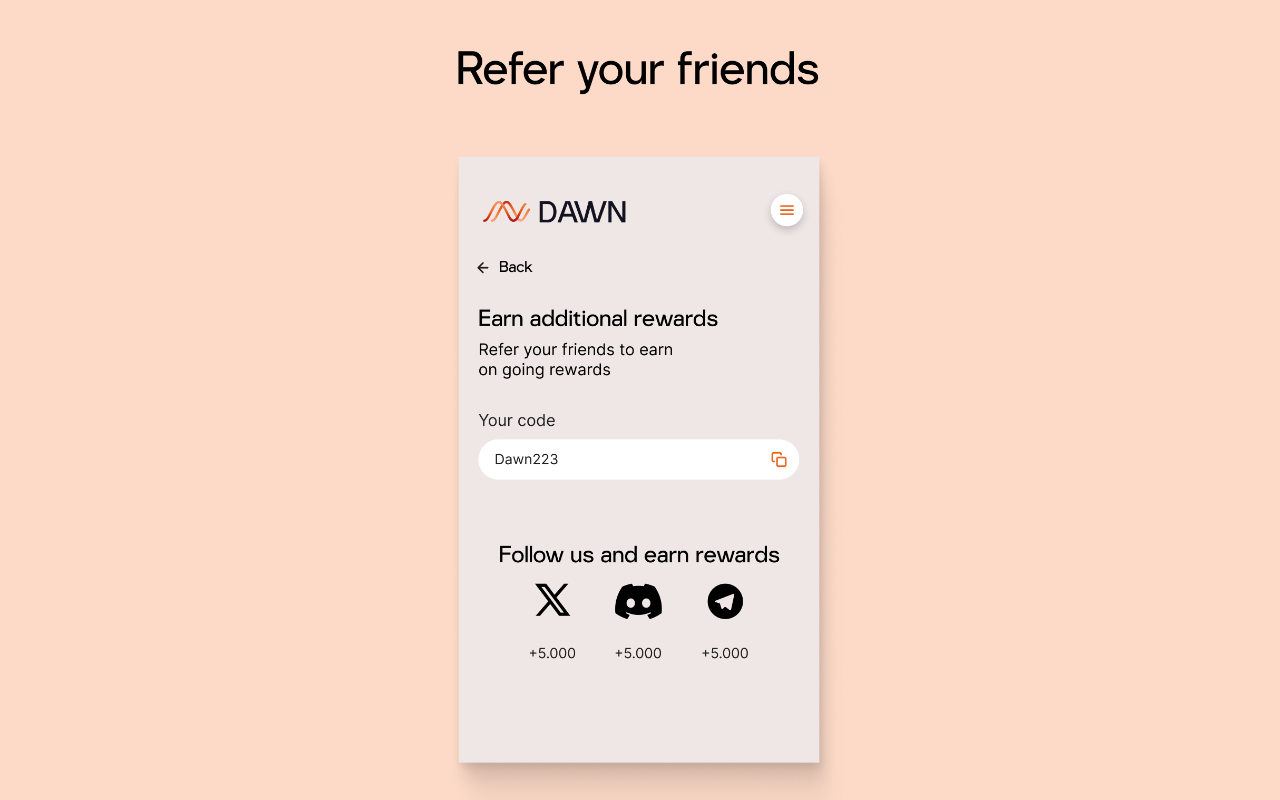 Refer your friends
DAWN
Back
Earn additional rewards
Refer your friends to earn
on going rewards
Your code
Dawn223
Follow us and earn rewards
+5.000 +5.000 +5.000